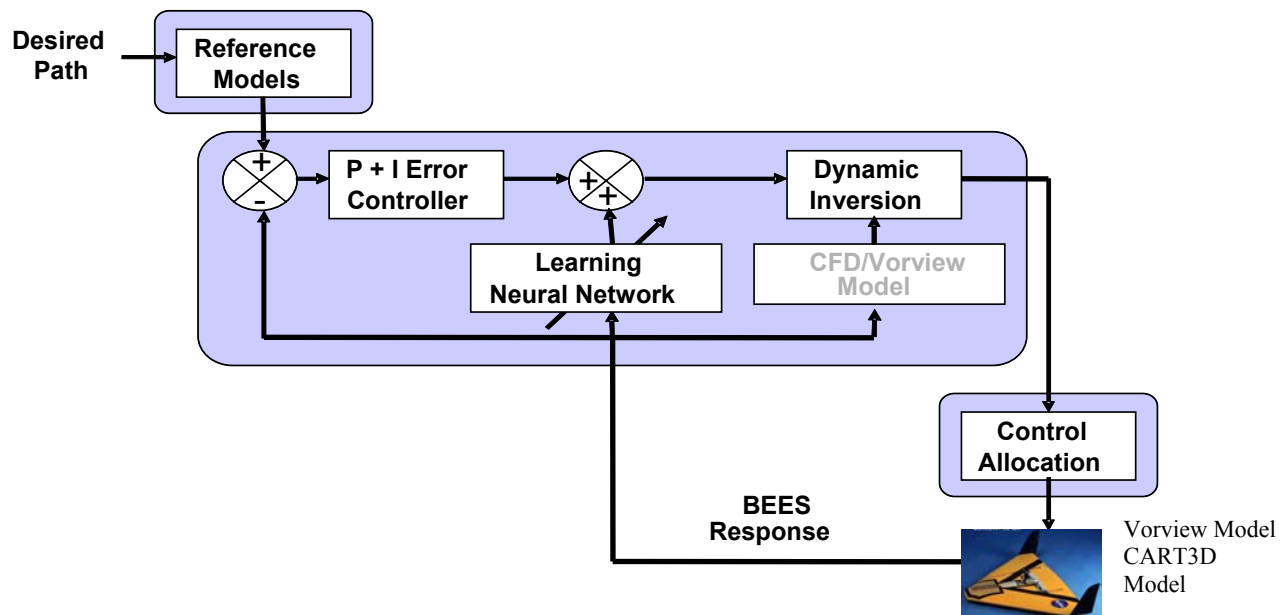 Desired
Path
Reference
Models
+
-
P + I Error
Controller
+
+
Dynamic
Inversion
Learning
Neural Network
CFD/Vorview
Model
Control
Allocation
BEES
Response
Vorview Model
CART3D
Model